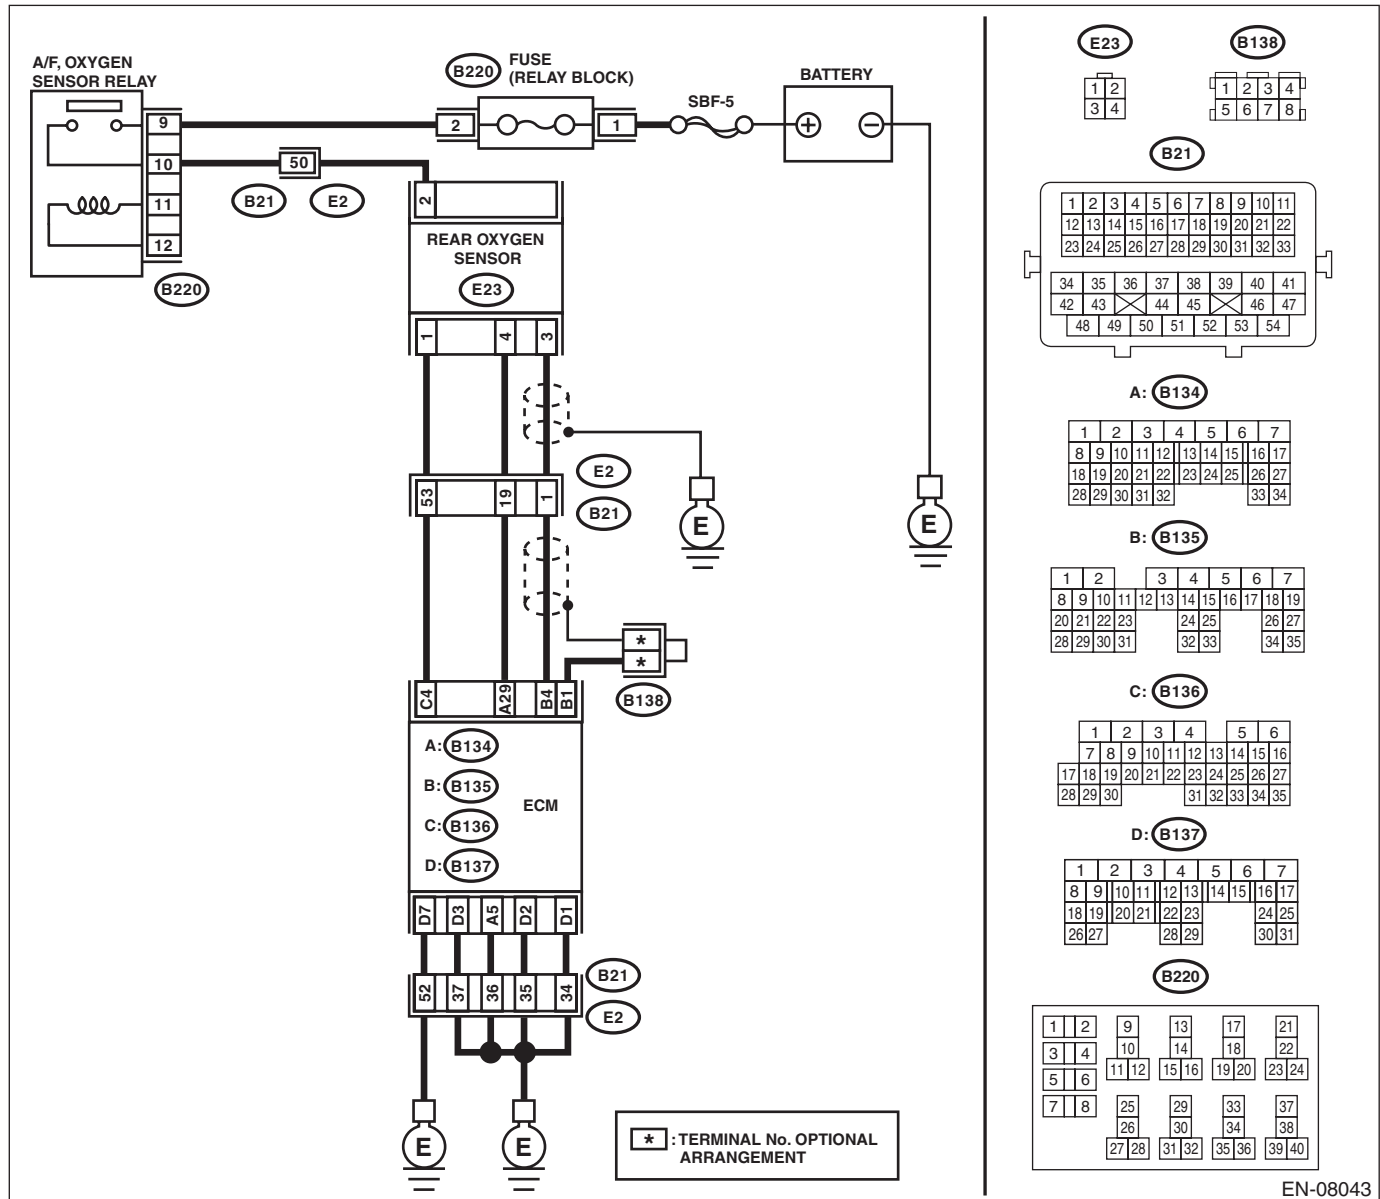 A/F, OXYGEN
SENSOR RELAY
9
10
11
12
B220
B220
FUSE
(RELAY BLOCK)
2
1
SBF-5
BATTERY
+
−
50
B21
E2
2
REAR OXYGEN
SENSOR
E23
1
4
3
E2
B21
53
19
1
E
E
*
*
B138
C4
A29
B4
B1
A: B134
B: B135
C: B136
D: B137
ECM
D7
D3
A5
D2
D1
52
37
36
35
34
B21
E2
E
E
* : TERMINAL No. OPTIONAL
ARRANGEMENT
E23
1 2
3 4
B138
1 2 3 4
5 6 7 8
B21
1 2 3 4 5 6 7 8 9 10 11
12 13 14 15 16 17 18 19 20 21 22
23 24 25 26 27 28 29 30 31 32 33
34 35 36 37 38 39 40 41
42 43 44 45 46 47
48 49 50 51 52 53 54
A: B134
1 2 3 4 5 6 7
8 9 10 11 12 13 14 15 16 17
18 19 20 21 22 23 24 25 26 27
28 29 30 31 32 33 34
B: B135
1 2 3 4 5 6 7
8 9 10 11 12 13 14 15 16 17 18 19
20 21 22 23 24 25 26 27
28 29 30 31 32 33 34 35
C: B136
1 2 3 4 5 6
7 8 9 10 11 12 13 14 15 16
17 18 19 20 21 22 23 24 25 26 27
28 29 30 31 32 33 34 35
D: B137
1 2 3 4 5 6 7
8 9 10 11 12 13 14 15 16 17
18 19 20 21 22 23 24 25
26 27 28 29 30 31
B220
1 2 9 13 17 21
3 4 10 14 18 22
5 6 11 12 15 16 19 20 23 24
7 8 25 29 33 37
26 30 34 38
27 28 31 32 35 36 39 40
EN-08043